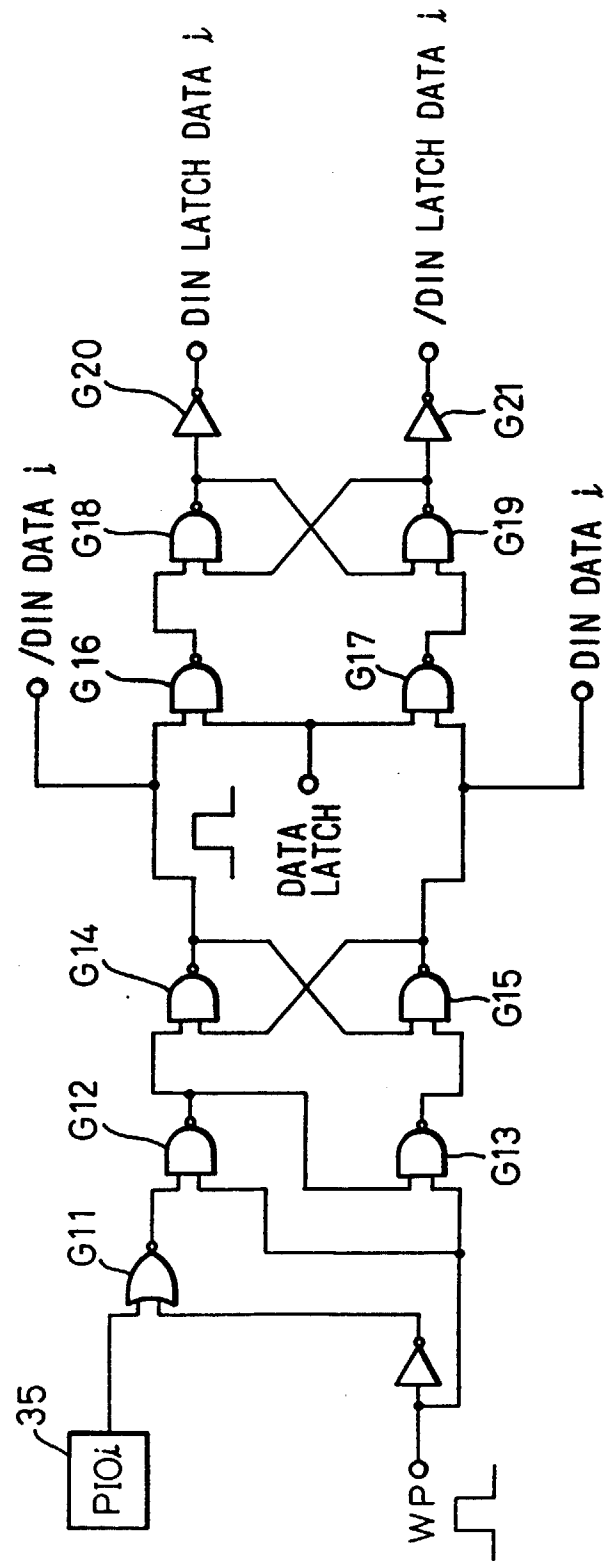 35
PIOi
WP
G11
G12
G13
G14
G15
/DIN DATA i
DATA
LATCH
DIN DATA i
G16
G17
G18
G19
G20
G21
DIN LATCH DATA i
/DIN LATCH DATA i